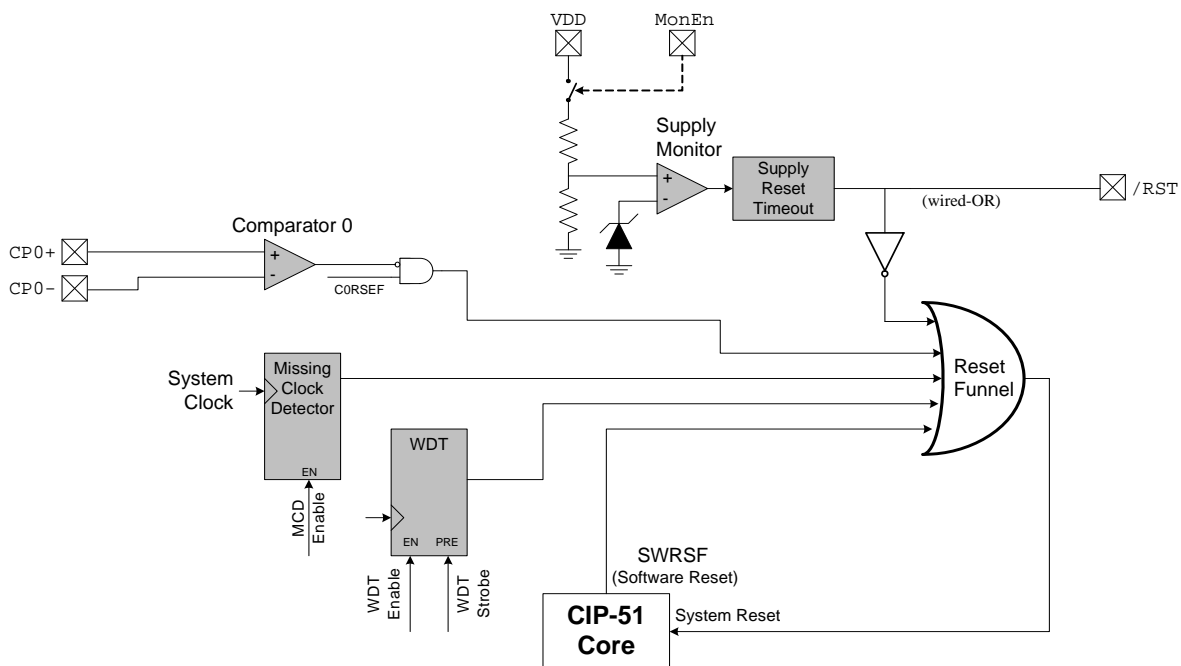 VDD
MonEn
Supply
Monitor
+
-
Supply
Reset
Timeout
(wired-OR)
/RST
Comparator 0
CP0+
CP0-
+
-
C0RSEF
Reset
Funnel
System
Clock
Missing
Clock
Detector
EN
MCD
Enable
WDT
EN
PRE
WDT
Enable
WDT
Strobe
SWRSF
(Software Reset)
CIP-51
Core
System Reset